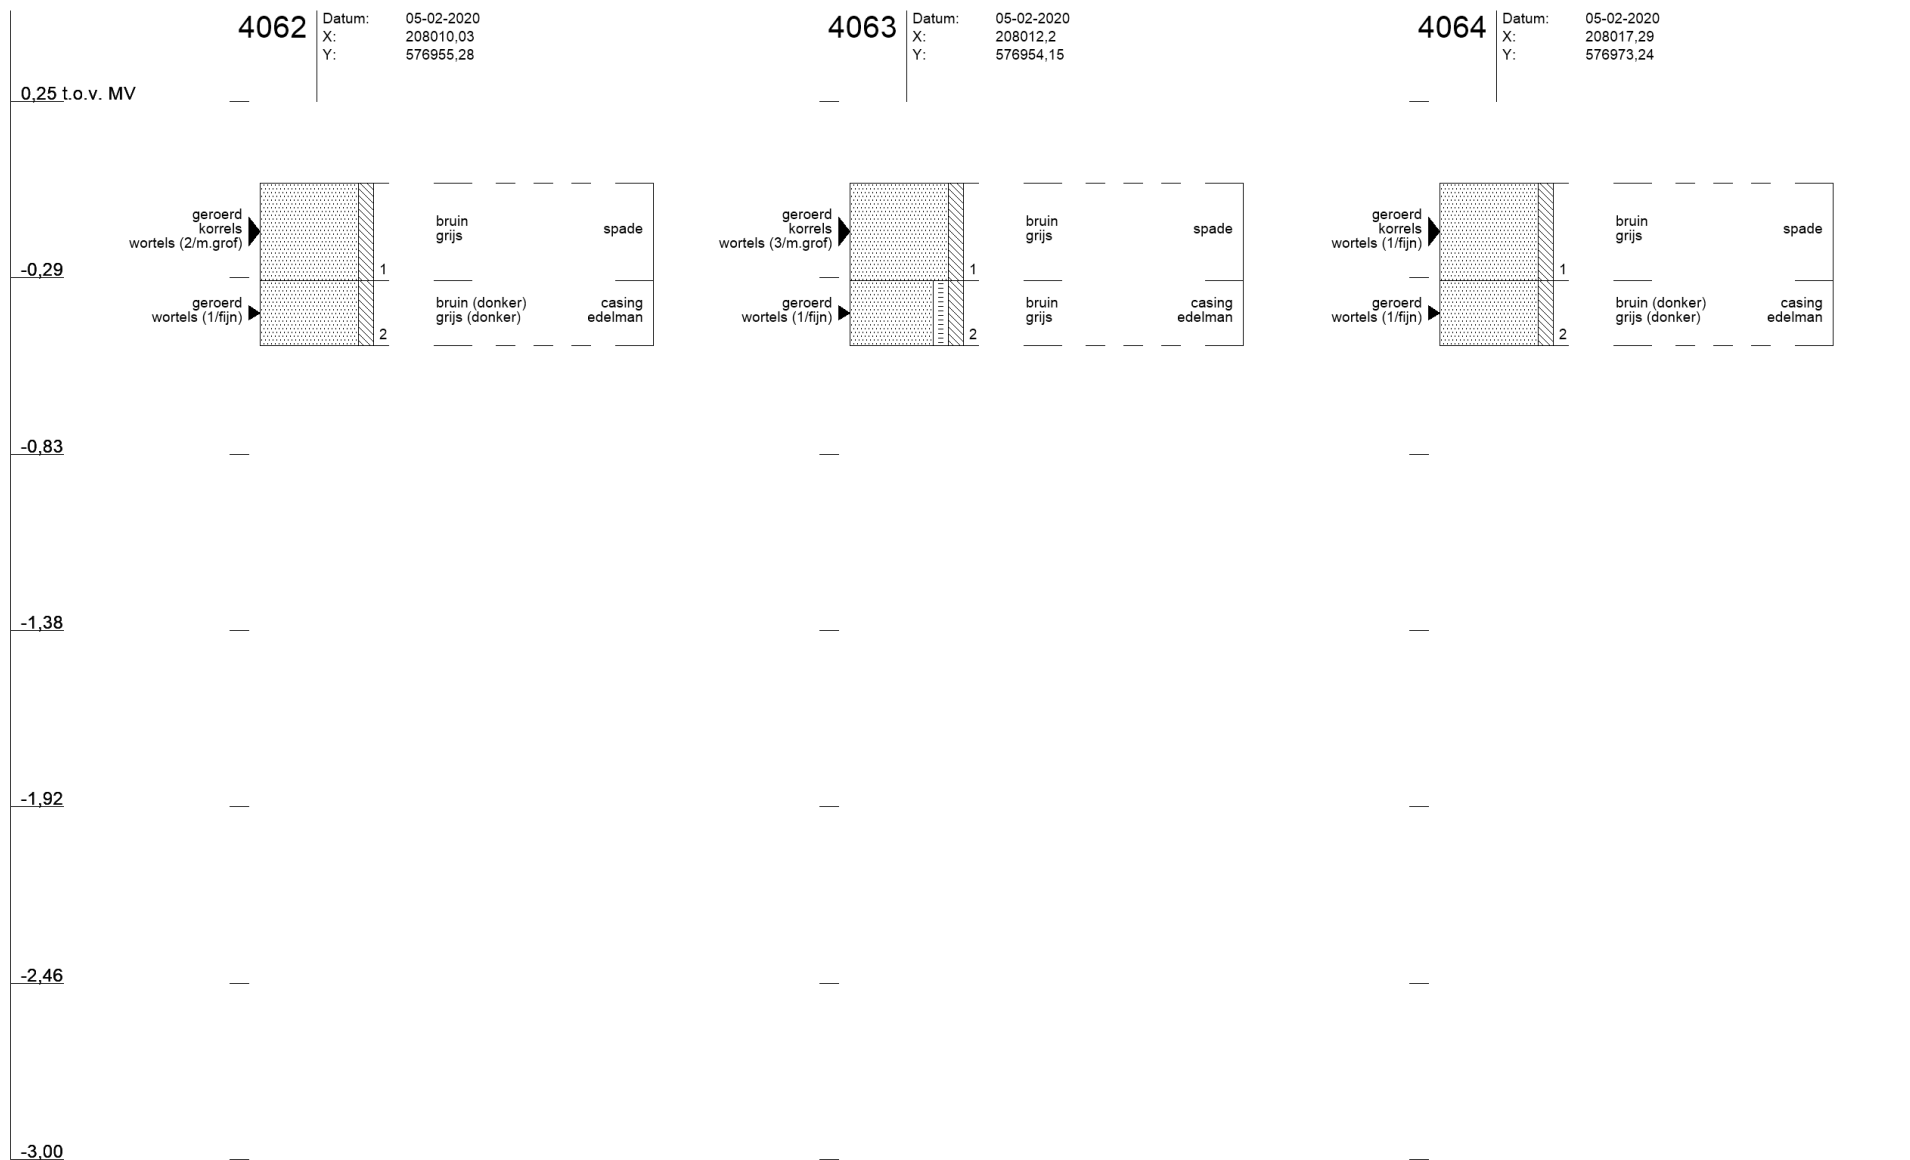 4062
Datum: 05-02-2020
X: 208010,03
Y: 576955,28
4063
Datum: 05-02-2020
X: 208012,2
Y: 576954,15
4064
Datum: 05-02-2020
X: 208017,29
Y: 576973,24
0,25 t.o.v. MV
geroerd
korrels
wortels (2/m.grof)
1
bruin
grijs
spade
geroerd
wortels (1/fijn)
2
bruin (donker)
grijs (donker)
casing
edelman
geroerd
korrels
wortels (3/m.grof)
1
bruin
grijs
spade
geroerd
wortels (1/fijn)
2
bruin
grijs
casing
edelman
geroerd
korrels
wortels (1/fijn)
1
bruin
grijs
spade
geroerd
wortels (1/fijn)
2
bruin (donker)
grijs (donker)
casing
edelman
-0,29
-0,83
-1,38
-1,92
-2,46
-3,00